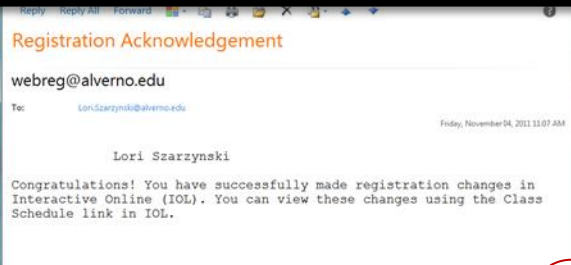 Reply Reply All Forward
Registration Acknowledgement
webreg@alverno.edu
To: Lori.Szarzynski@alverno.edu
Friday, November 04, 2011 11:07 AM
Lori Szarzynski
Congratulations! You have successfully made registration changes in
Interactive Online (IOL). You can view these changes using the Class
Schedule link in IOL.